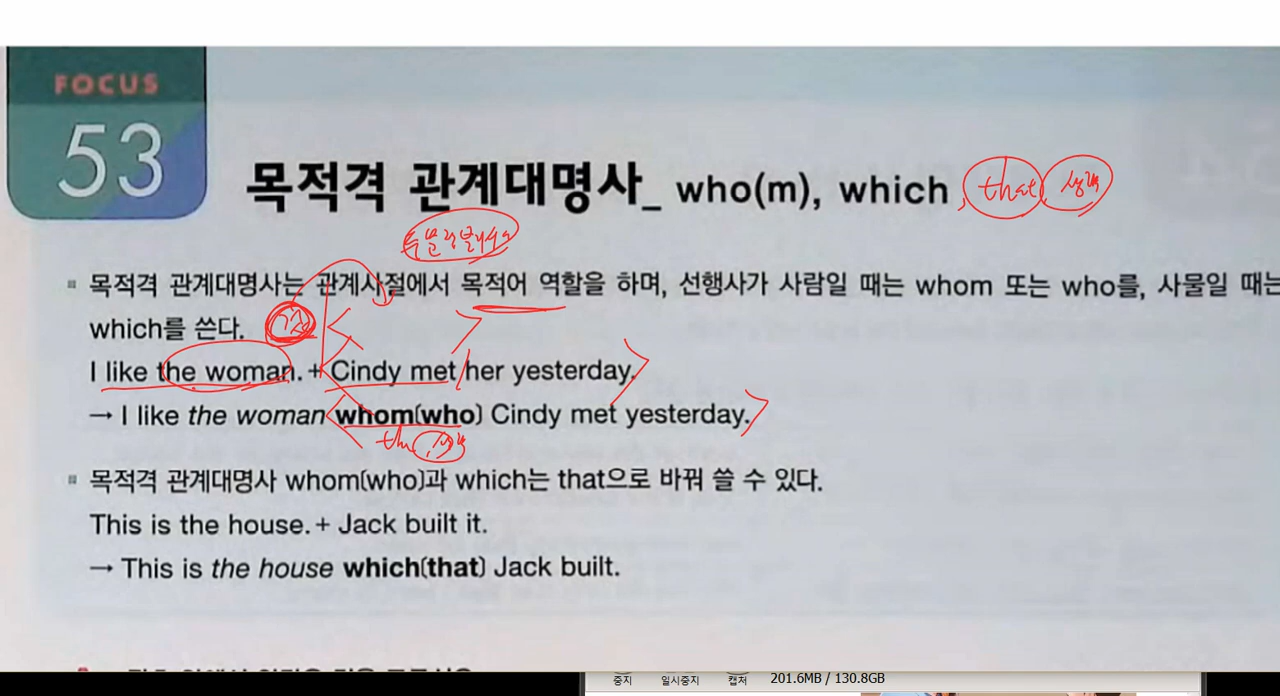 FOCUS
53
목적격 관계대명사_ who(m), which, that, 생략
목적격 관계대명사는 관계사절에서 목적어 역할을 하며, 선행사가 사람일 때는 whom 또는 who를, 사물일 때는
which를 쓴다.
I like the woman. + Cindy met her yesterday.
→ I like the woman whom(who) Cindy met yesterday.
that, 생략
목적격 관계대명사 whom(who)과 which는 that으로 바꿔 쓸 수 있다.
This is the house. + Jack built it.
→ This is the house which(that) Jack built.
중지 일시중지 캡처 201.6MB / 130.8GB